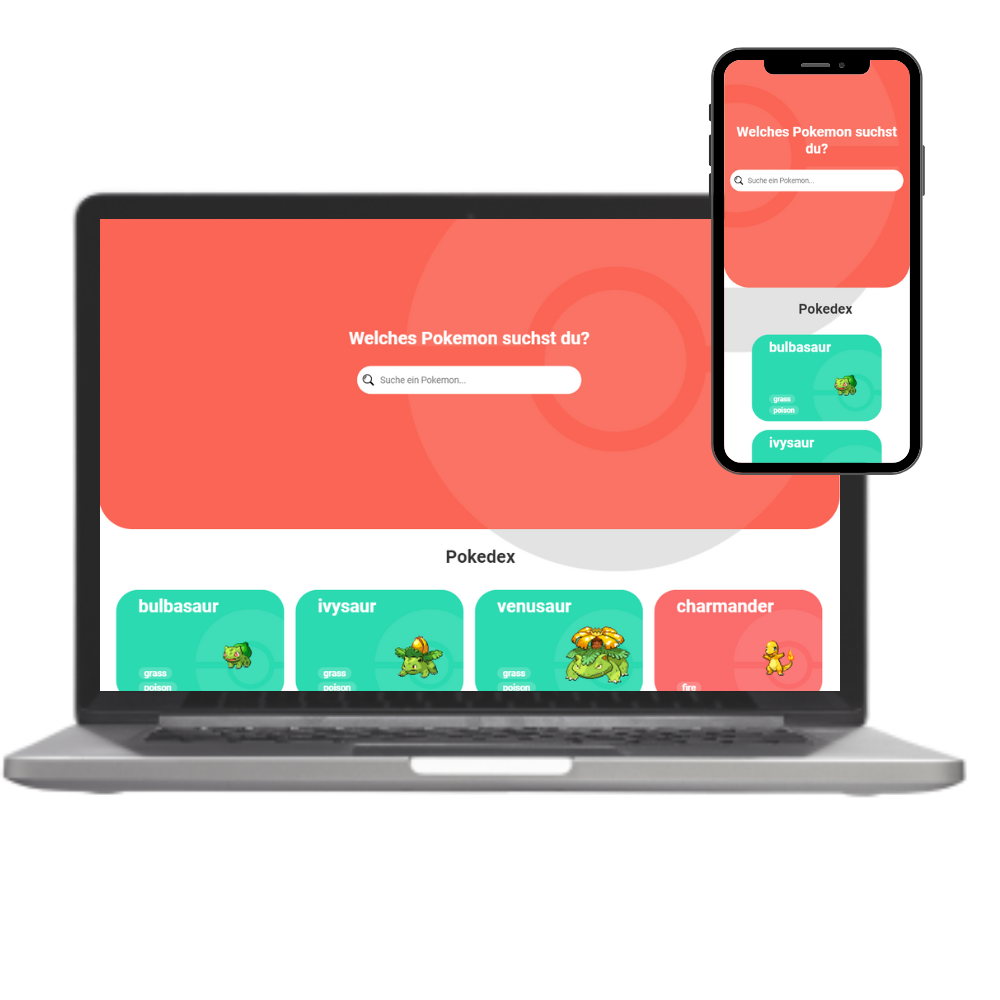 Welches Pokemon suchst
du?
Suche ein Pokemon...
Pokedex
bulbasaur
grass
poison
ivysaur
Welches Pokemon suchst du?
Suche ein Pokemon...
Pokedex
bulbasaur
grass
poison
ivysaur
grass
poison
venusaur
grass
poison
charmander
fire